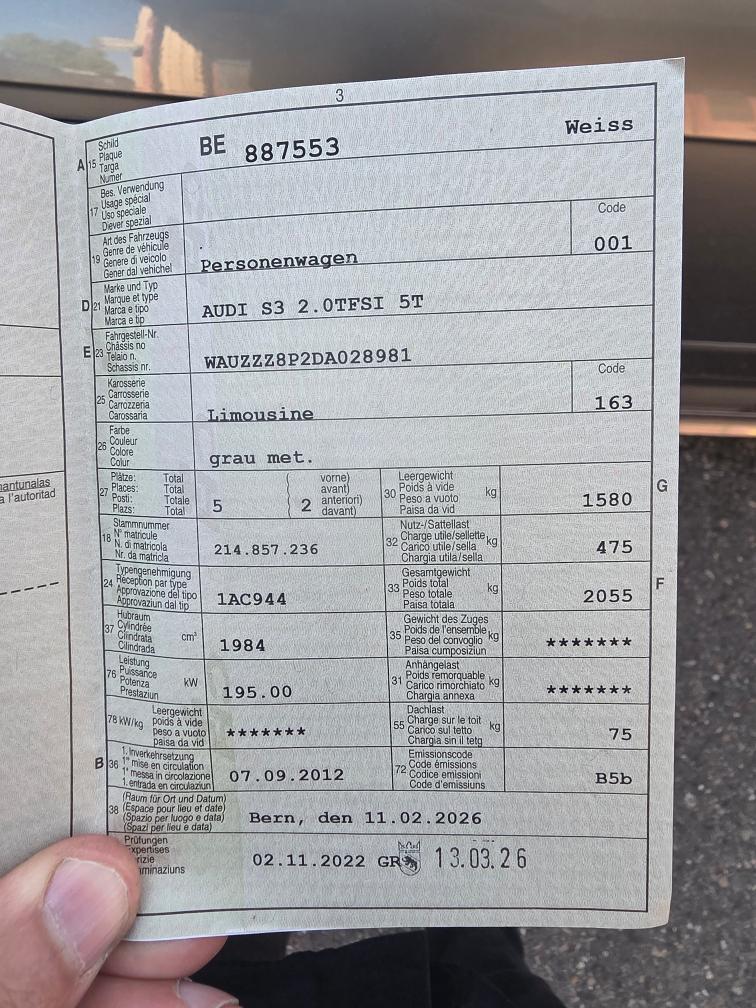 3
A 15 Schild
Plaque
Targa
Numer
BE 887553 Weiss
17 Bes. Verwendung
Usage spécial
Uso speciale
Diever spezial
19 Art des Fahrzeugs
Genre de véhicule
Genere di veicolo
Gener dal vehichel
Personenwagen
Code
001
D 21 Marke und Typ
Marque et type
Marca e tipo
Marca e tip
AUDI S3 2.0TFSI 5T
E 23 Fahrgestell-Nr.
Châssis no
Telaio n.
Schassis nr.
WAUZZZ8P2DA028981
25 Karosserie
Carrosserie
Carrozzeria
Carossaria
Limousine
Code
163
26 Farbe
Couleur
Colore
Colur
grau met.
27 Plätze: Total
Places: Total
Posti: Totale
Plazs: Total
5
2
vorne)
avant)
anteriori)
davant)
30 Leergewicht
Poids à vide
Peso a vuoto
Paisa da vid
kg
1580
G
18 Stammnummer
N° matricule
N. di matricola
Nr. da matricla
214.857.236
32 Nutz-/Sattellast
Charge utile/sellette
Carico utile/sella
Chargia utila/sella
kg
475
24 Typengenehmigung
Réception par type
Approvazione del tipo
Approvaziun dal tip
1AC944
33 Gesamtgewicht
Poids total
Peso totale
Paisa totala
kg
2055
F
37 Hubraum
Cylindrée
Cilindrata
Cilindrada
cm³
1984
35 Gewicht des Zuges
Poids de l'ensemble
Peso del convoglio
Paisa cumposiziun
kg
*******
76 Leistung
Puissance
Potenza
Prestaziun
kW
195.00
31 Anhängelast
Poids remorquable
Carico rimorchiato
Chargia annexa
kg
*******
78 kW/kg Leergewicht
poids à vide
peso a vuoto
paisa da vid
*******
55 Dachlast
Charge sur le toit
Carico sul tetto
Chargia sin il tetg
kg
75
B 36 1. Inverkehrsetzung
1re mise en circulation
1a messa in circolazione
1. entrada en circulaziun
07.09.2012
72 Emissionscode
Code émissions
Codice emissioni
Code d'emissiuns
B5b
38 (Raum für Ort und Datum)
(Espace pour lieu et date)
(Spazio per luogo e data)
(Spazi per lieu e data)
Bern, den 11.02.2026
Prüfungen
xpertises
rizie
minaziuns
02.11.2022 GR 13.03.26
nantunalas
a l'autoritad